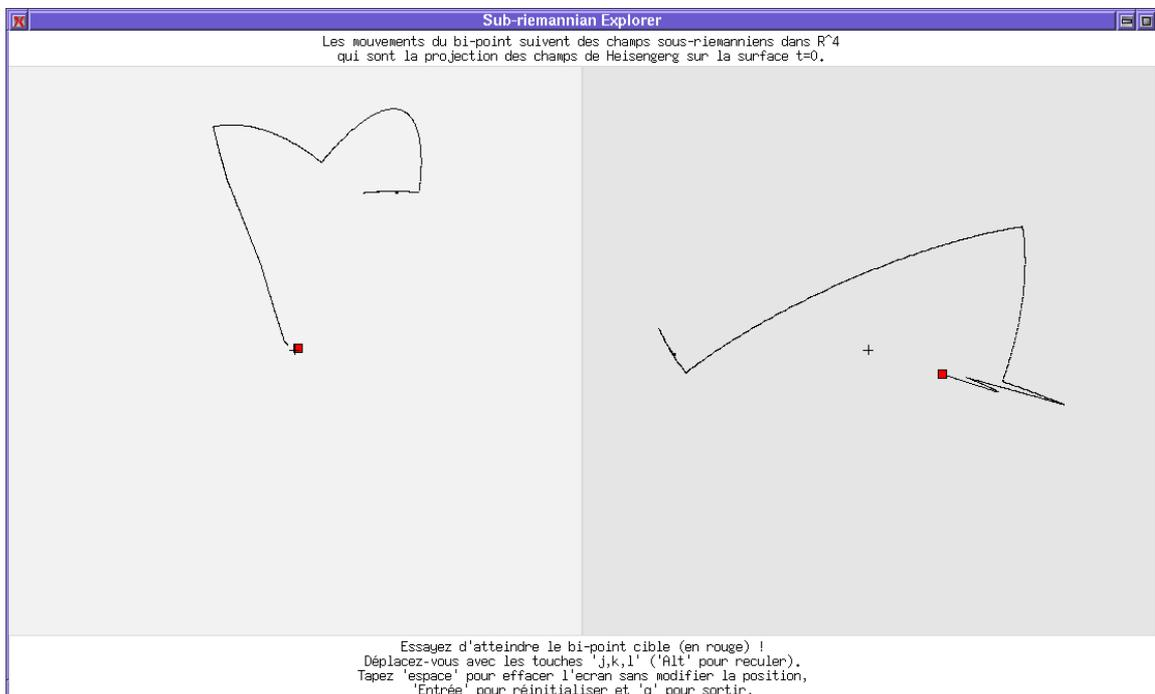 Sub-riemannian Explorer
Les mouvements du bi-point suivent des champs sous-riemanniens dans R^4
qui sont la projection des champs de Heisengerg sur la surface t=0.
Essayez d'atteindre le bi-point cible (en rouge) !
Déplacez-vous avec les touches 'j,k,l' ('Alt' pour reculer).
Tapez 'espace' pour effacer l'ecran sans modifier la position,
'Entrée' pour réinitialiser et 'q' pour sortir.